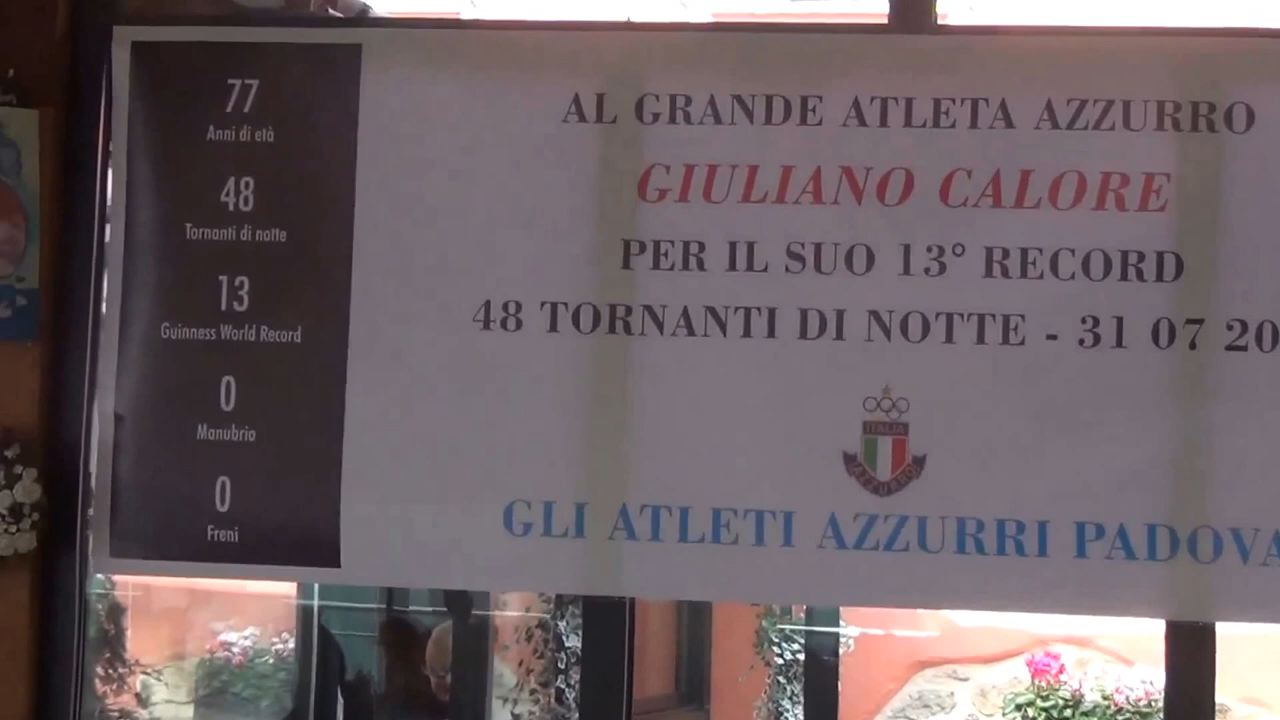 77
Anni di età
48
Tornanti di notte
13
Guinness World Record
0
Manubrio
0
Freni
AL GRANDE ATLETA AZZURRO
GIULIANO CALORE
PER IL SUO 13° RECORD
48 TORNANTI DI NOTTE - 31 07 20
ITALIA
AZZURRO
GLI ATLETI AZZURRI PADOVA